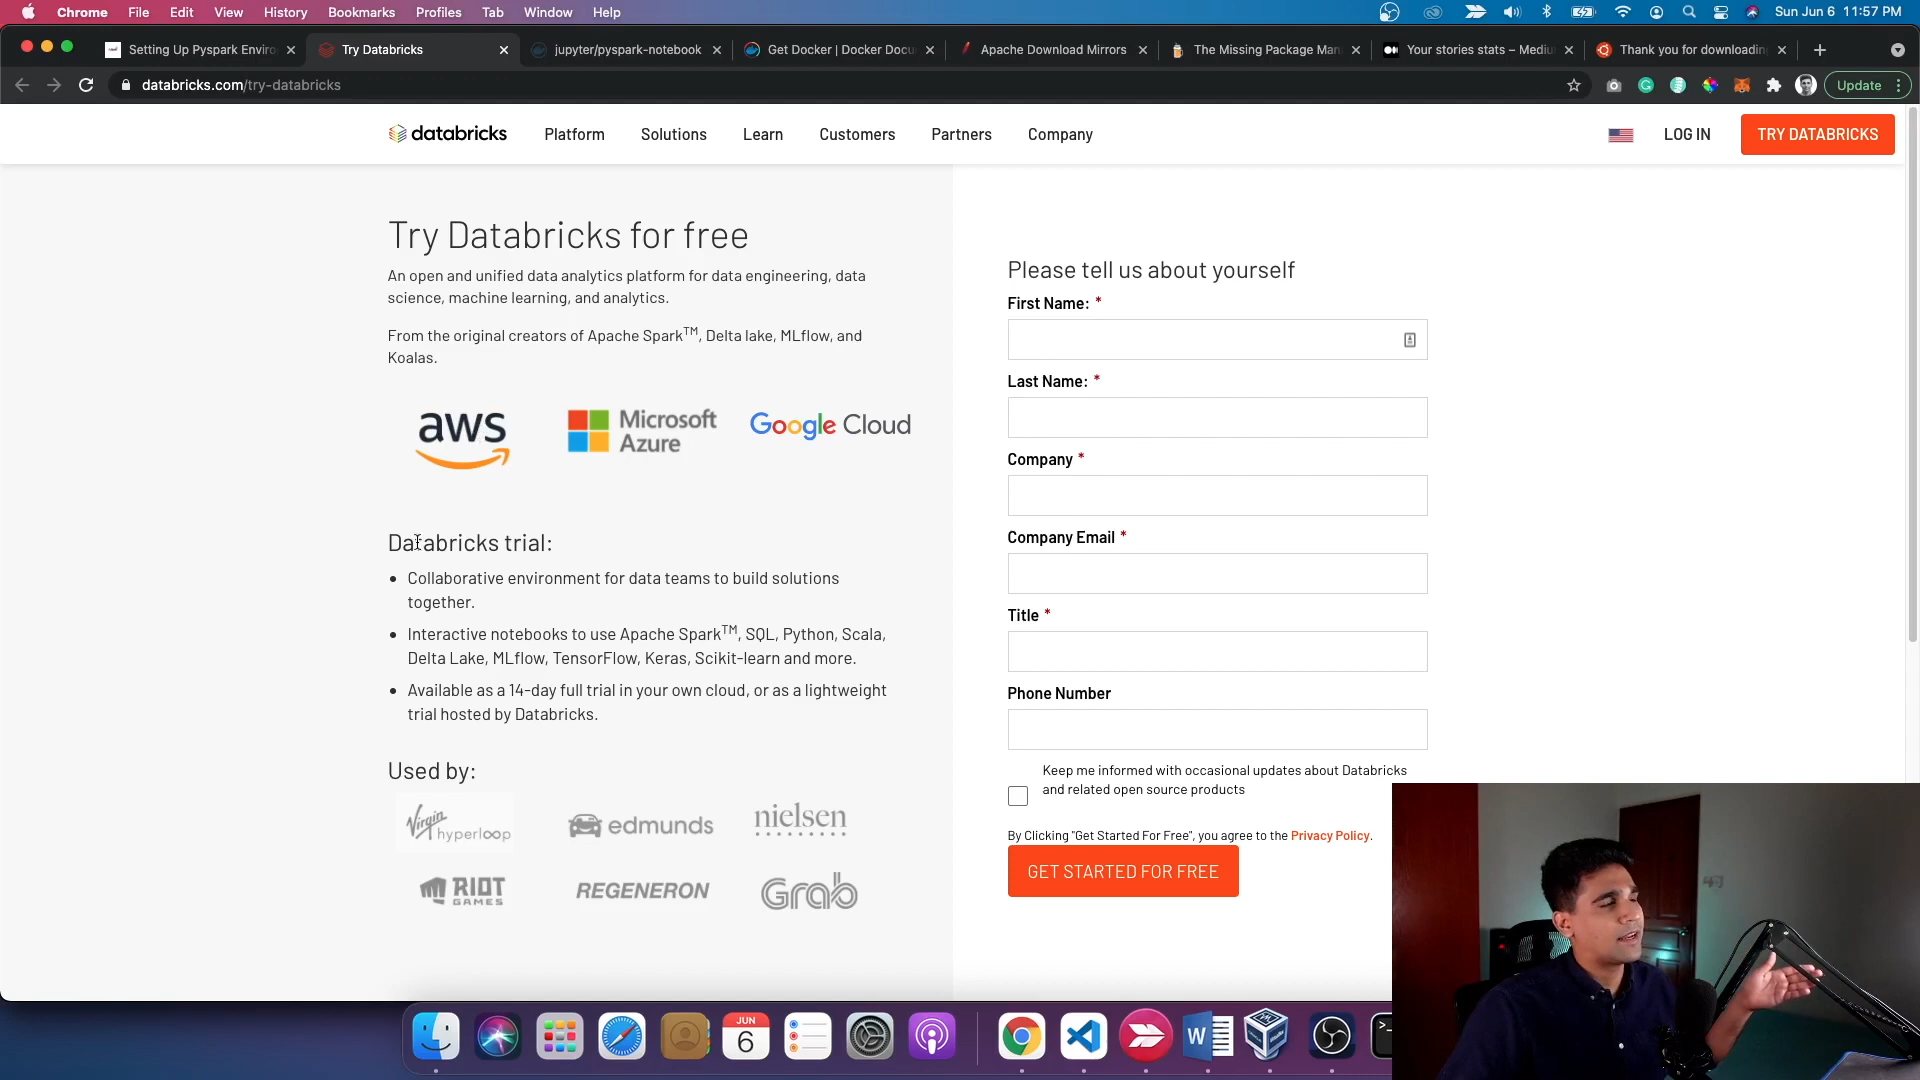 Chrome File Edit View History Bookmarks Profiles Tab Window Help
Sun Jun 6 11:57 PM
Setting Up Pyspark Enviro
Try Databricks
jupyter/pyspark-notebook
Get Docker | Docker Docu
Apache Download Mirrors
The Missing Package Man
Your stories stats – Mediu
Thank you for downloadin
databricks.com/try-databricks
Update
databricks
Platform Solutions Learn Customers Partners Company
LOG IN
TRY DATABRICKS
Try Databricks for free
An open and unified data analytics platform for data engineering, data
science, machine learning, and analytics.
From the original creators of Apache Spark™, Delta lake, MLflow, and
Koalas.
aws
Microsoft
Azure
Google Cloud
Databricks trial:
• Collaborative environment for data teams to build solutions
together.
• Interactive notebooks to use Apache Spark™, SQL, Python, Scala,
Delta Lake, MLflow, TensorFlow, Keras, Scikit-learn and more.
• Available as a 14-day full trial in your own cloud, or as a lightweight
trial hosted by Databricks.
Used by:
Virgin
hyperloop
edmunds
nielsen
RIOT
GAMES
REGENERON
Grab
Please tell us about yourself
First Name: *
Last Name: *
Company *
Company Email *
Title *
Phone Number
Keep me informed with occasional updates about Databricks
and related open source products
By Clicking "Get Started For Free", you agree to the Privacy Policy.
GET STARTED FOR FREE
JUN
6